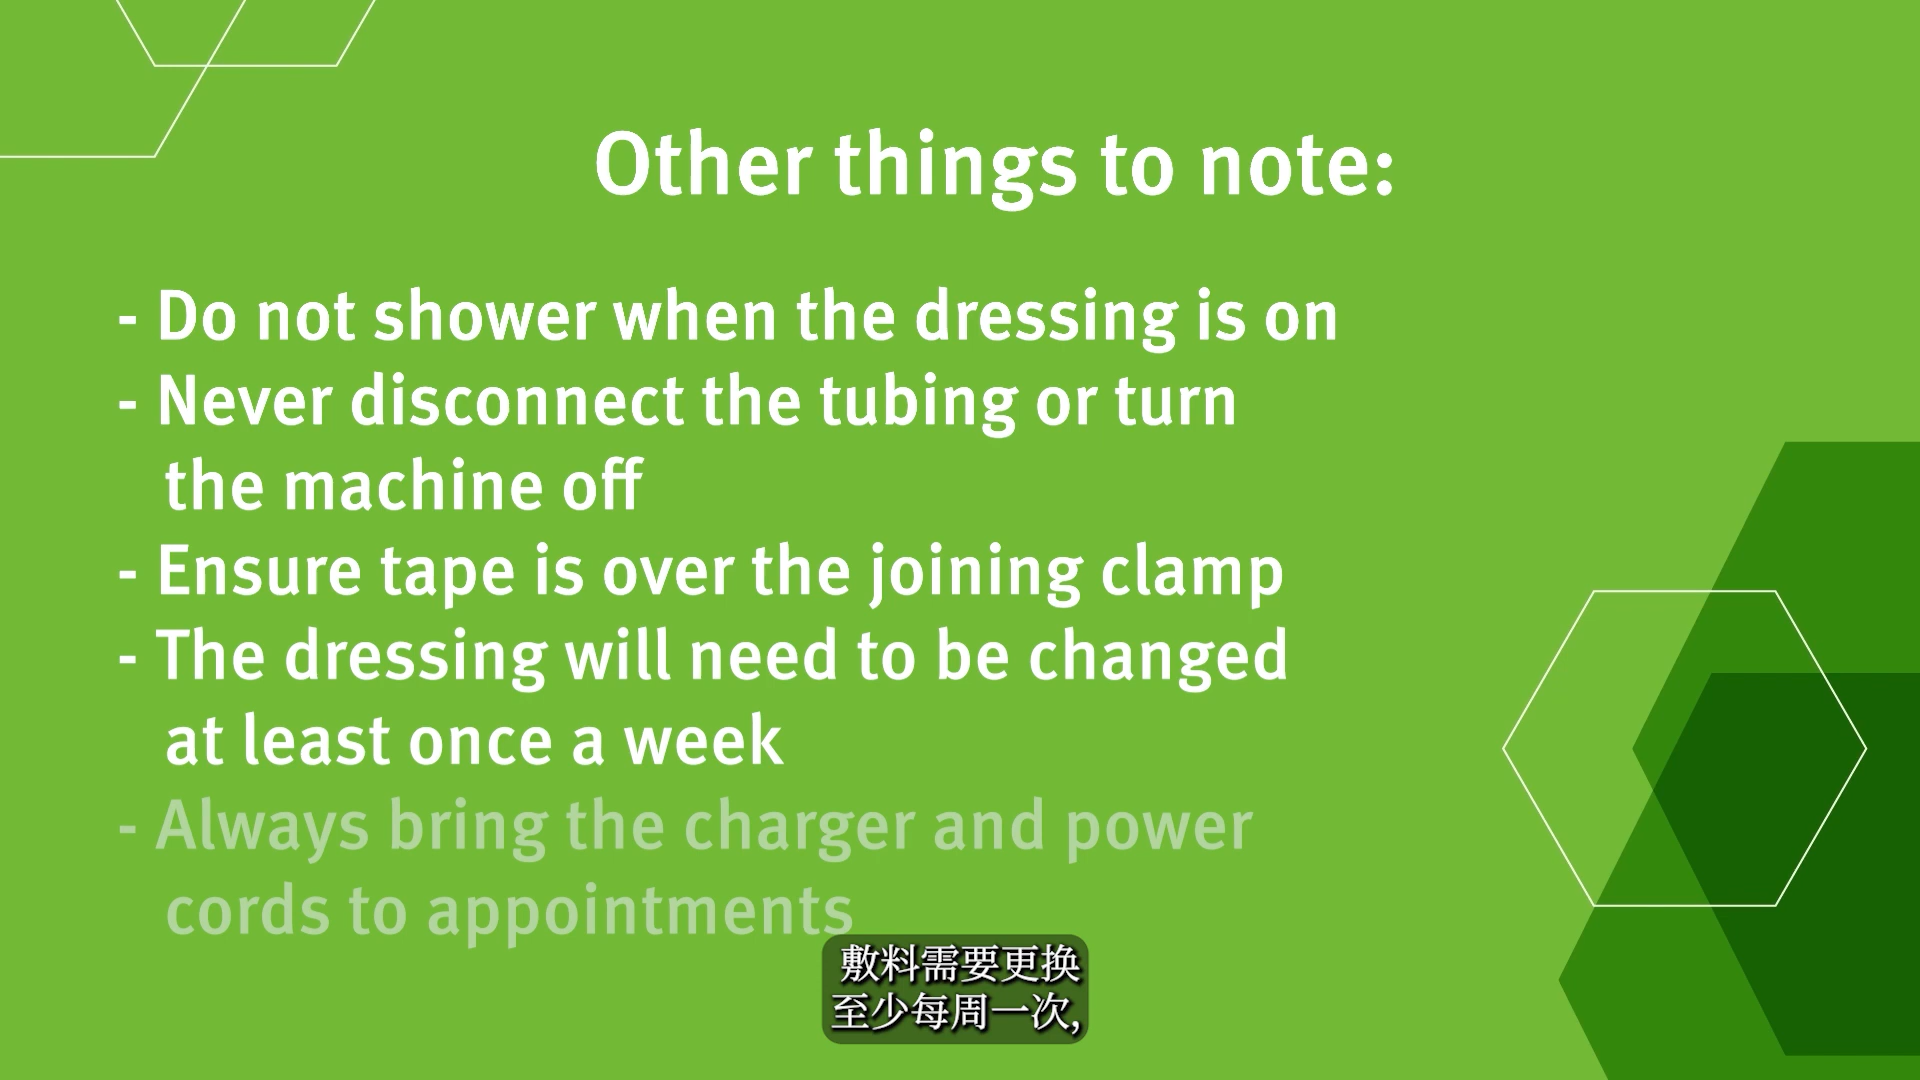 Other things to note:
- Do not shower when the dressing is on
- Never disconnect the tubing or turn
the machine off
- Ensure tape is over the joining clamp
- The dressing will need to be changed
at least once a week
- Always bring the charger and power
cords to appointments
敷料需要更换
至少每周一次,